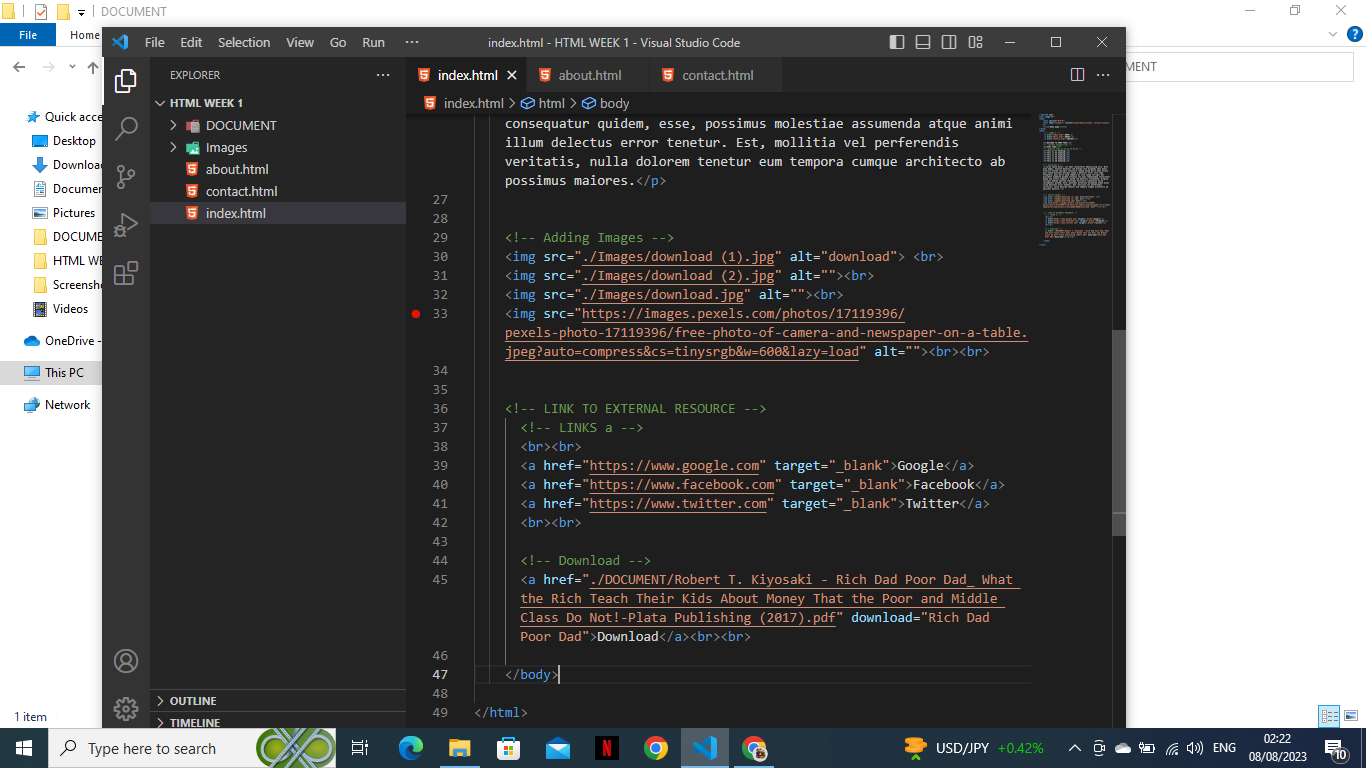 DOCUMENT
File
Home
MENT
Quick acce
Desktop
Downloa
Documer
Pictures
DOCUME
HTML WE
Screensh
Videos
OneDrive -
This PC
Network
1 item
File Edit Selection View Go Run ··· index.html - HTML WEEK 1 - Visual Studio Code
EXPLORER ···
HTML WEEK 1
DOCUMENT
Images
about.html
contact.html
index.html
OUTLINE
TIMELINE
index.html about.html contact.html
index.html > html > body
consequatur quidem, esse, possimus molestiae assumenda atque animi
illum delectus error tenetur. Est, mollitia vel perferendis
veritatis, nulla dolorem tenetur eum tempora cumque architecto ab
possimus maiores.</p>
27
28
29 <!-- Adding Images -->
30 <img src="./Images/download (1).jpg" alt="download"> <br>
31 <img src="./Images/download (2).jpg" alt=""><br>
32 <img src="./Images/download.jpg" alt=""><br>
33 <img src="https://images.pexels.com/photos/17119396/
pexels-photo-17119396/free-photo-of-camera-and-newspaper-on-a-table.
jpeg?auto=compress&cs=tinysrgb&w=600&lazy=load" alt=""><br><br>
34
35
36 <!-- LINK TO EXTERNAL RESOURCE -->
37 <!-- LINKS a -->
38 <br><br>
39 <a href="https://www.google.com" target="_blank">Google</a>
40 <a href="https://www.facebook.com" target="_blank">Facebook</a>
41 <a href="https://www.twitter.com" target="_blank">Twitter</a>
42 <br><br>
43
44 <!-- Download -->
45 <a href="./DOCUMENT/Robert T. Kiyosaki - Rich Dad Poor Dad_ What
the Rich Teach Their Kids About Money That the Poor and Middle
Class Do Not!-Plata Publishing (2017).pdf" download="Rich Dad
Poor Dad">Download</a><br><br>
46
47 </body>
48
49 </html>
Type here to search
USD/JPY +0.42%
ENG
02:22
08/08/2023
10